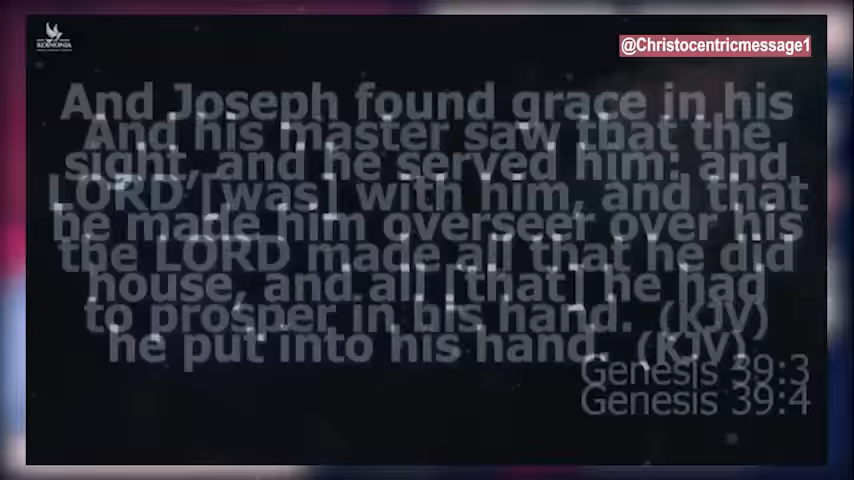 KOINONIA
@Christocentricmessage1
And Joseph found grace in his
And his master saw that the
sight, and he served him: and
LORD [was] with him, and that
he made him overseer over his
the LORD made all that he did
house, and all [that] he had
to prosper in his hand. (KJV)
he put into his hand. (KJV)
Genesis 39:3
Genesis 39:4